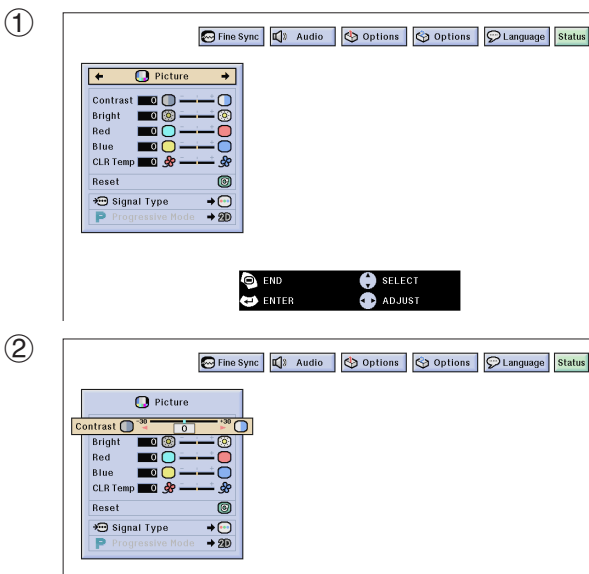 ①
Fine Sync Audio Options Options Language Status
Picture
Contrast 0
Bright 0
Red 0
Blue 0
CLR Temp 0
Reset
Signal Type
P Progressive Mode 2D
END SELECT
ENTER ADJUST
②
Fine Sync Audio Options Options Language Status
Picture
Contrast -30 0 +30
Bright 0
Red 0
Blue 0
CLR Temp 0
Reset
Signal Type
P Progressive Mode 2D